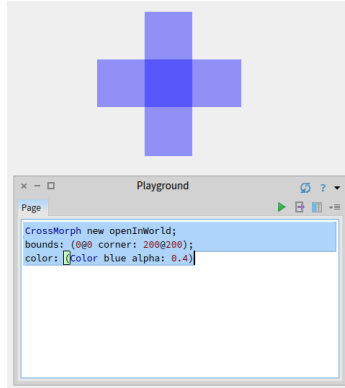 Playground
?
Page
CrossMorph new openInWorld;
bounds: (0@0 corner: 200@200);
color: (Color blue alpha: 0.4)